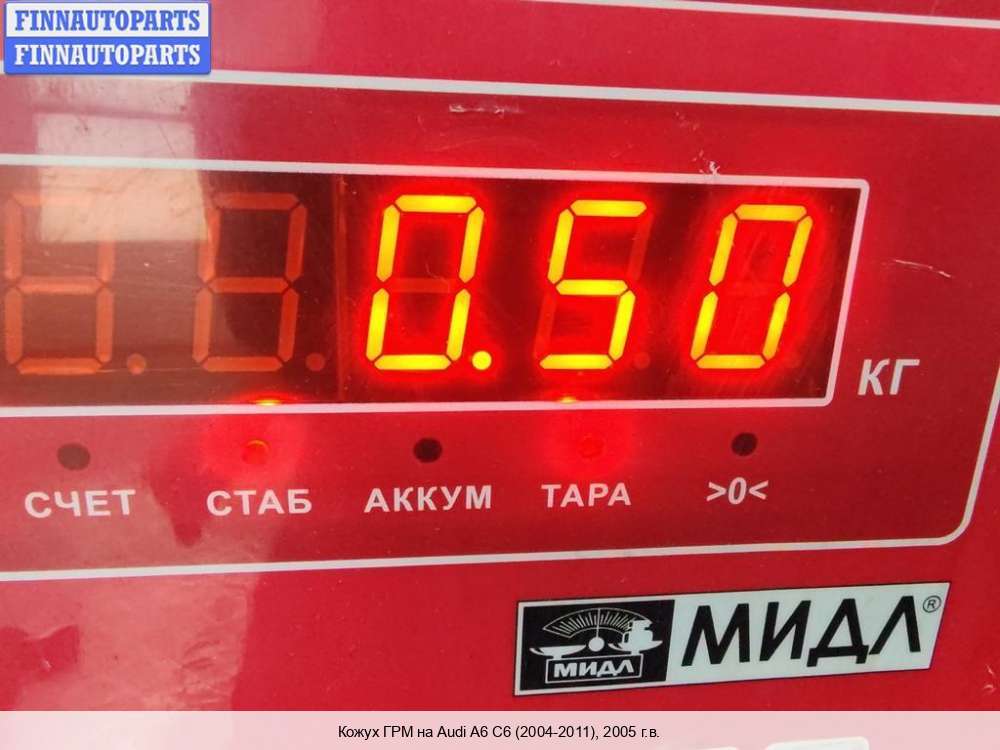 FINNAUTOPARTS
FINNAUTOPARTS
0.50
КГ
СЧЕТ СТАБ АККУМ ТАРА >0<
МИДЛ МИДЛ®
Кожух ГРМ на Audi A6 C6 (2004-2011), 2005 г.в.